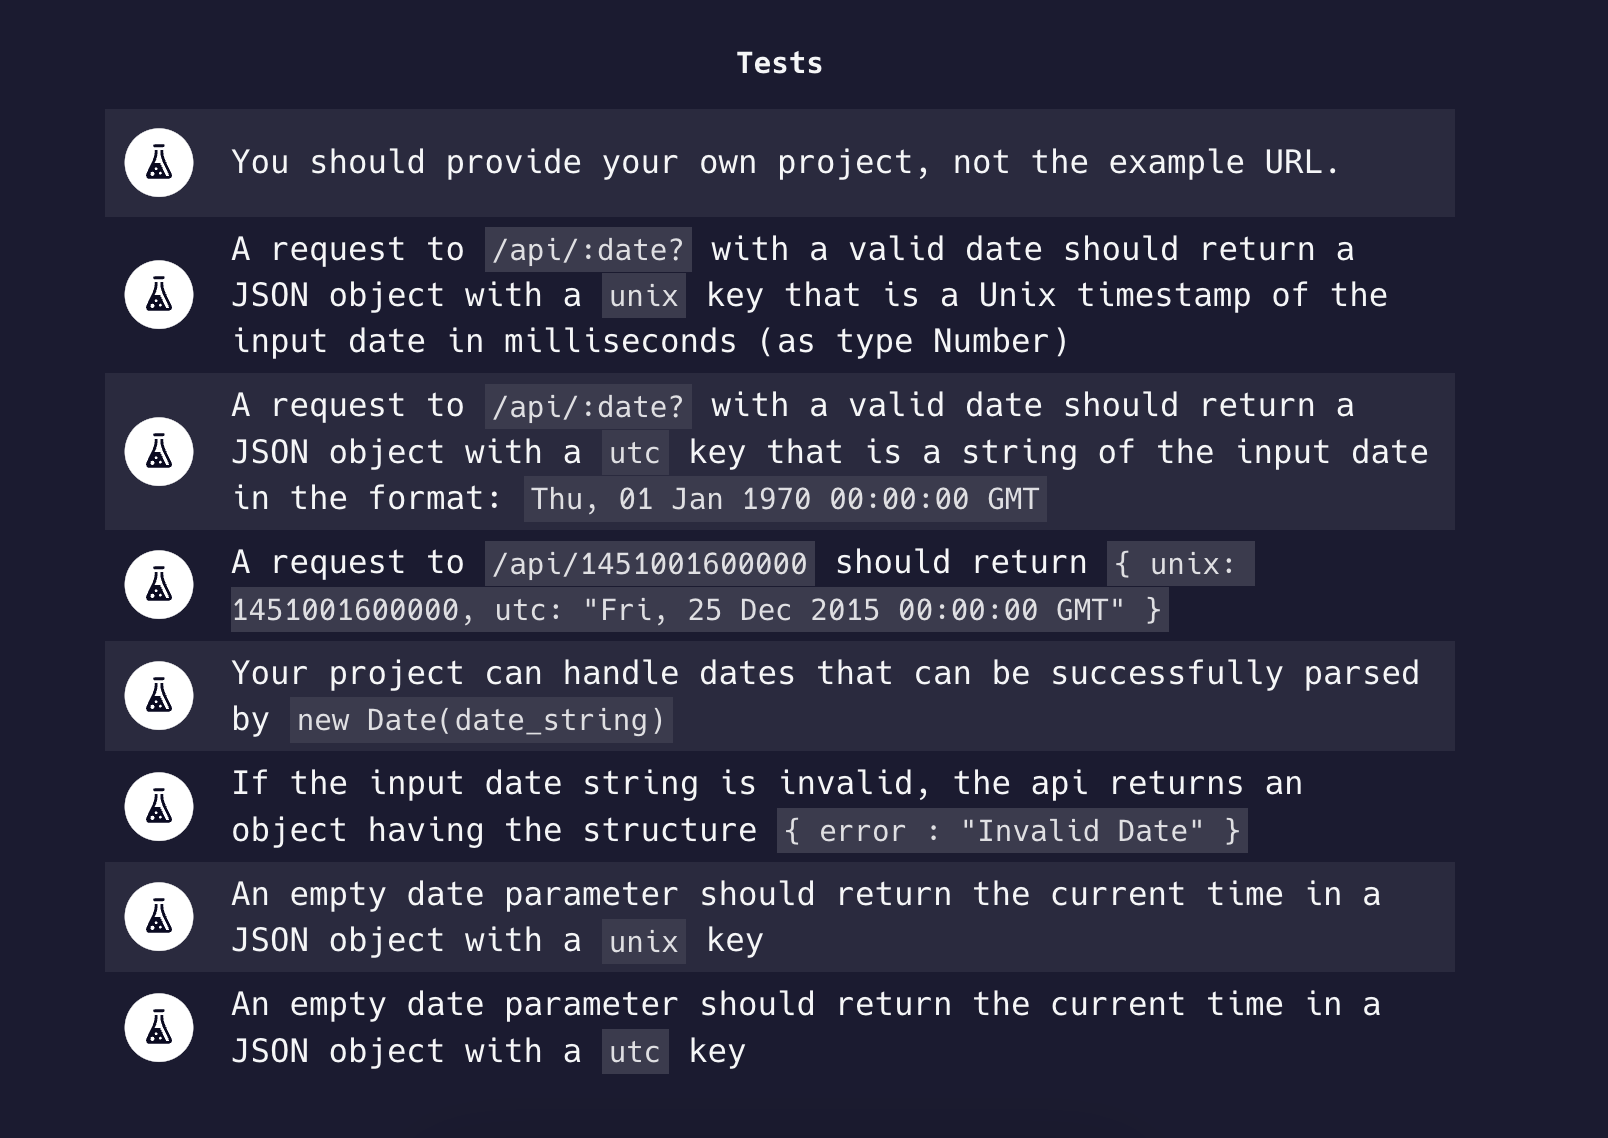 Tests
You should provide your own project, not the example URL.
A request to /api/:date? with a valid date should return a
JSON object with a unix key that is a Unix timestamp of the
input date in milliseconds (as type Number)
A request to /api/:date? with a valid date should return a
JSON object with a utc key that is a string of the input date
in the format: Thu, 01 Jan 1970 00:00:00 GMT
A request to /api/1451001600000 should return { unix:
1451001600000, utc: "Fri, 25 Dec 2015 00:00:00 GMT" }
Your project can handle dates that can be successfully parsed
by new Date(date_string)
If the input date string is invalid, the api returns an
object having the structure { error : "Invalid Date" }
An empty date parameter should return the current time in a
JSON object with a unix key
An empty date parameter should return the current time in a
JSON object with a utc key